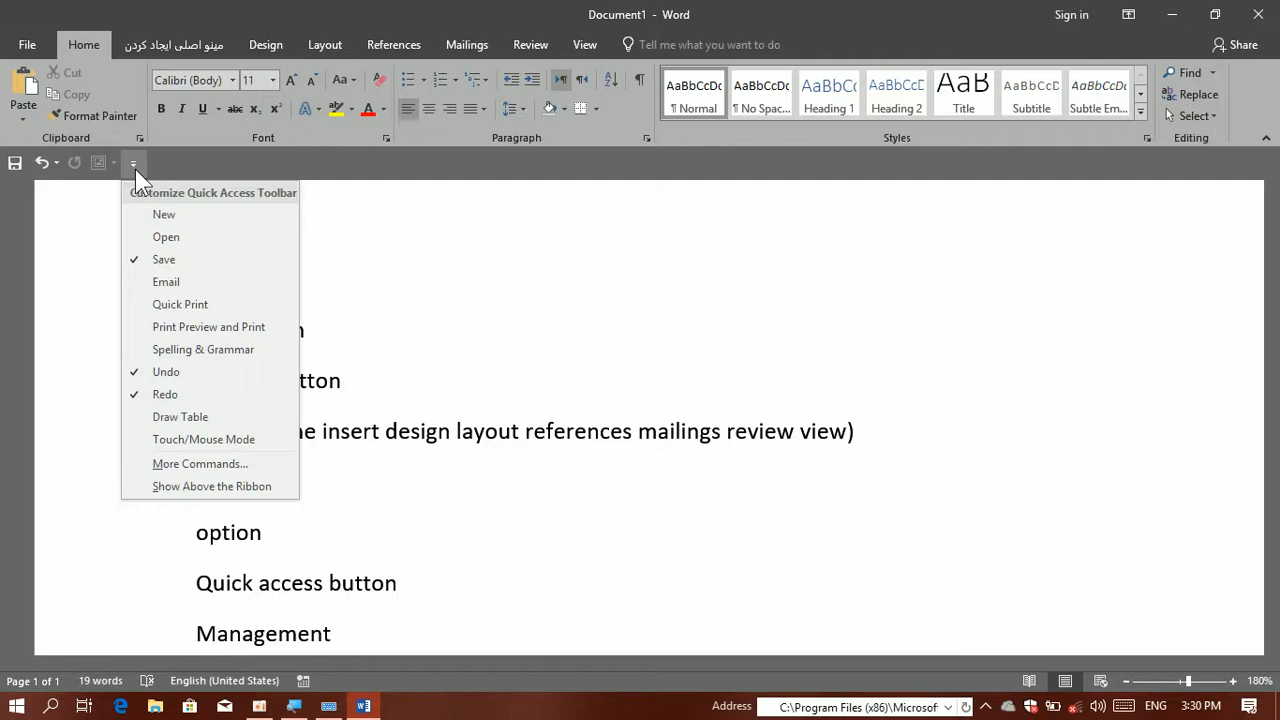 Document1 - Word
Sign in
File Home مینو اصلی ایجاد کردن Design Layout References Mailings Review View Tell me what you want to do Share
Paste
Cut
Copy
Format Painter
Clipboard
Calibri (Body) 11
Aa
B I U abc x₂ x² A A
Font
Paragraph
AaBbCcDc AaBbCcDc AaBbCc AaBbCcC AaB AaBbCcC AaBbCcDc
¶ Normal ¶ No Spac... Heading 1 Heading 2 Title Subtitle Subtle Em...
Styles
Find
Replace
Select
Editing
Customize Quick Access Toolbar
New
Open
Save
Email
Quick Print
Print Preview and Print
Spelling & Grammar
Undo
Redo
Draw Table
Touch/Mouse Mode
More Commands...
Show Above the Ribbon
insert design layout references mailings review view)
option
Quick access button
Management
Page 1 of 1 19 words English (United States) 180%
Address C:\Program Files (x86)\Microsof ENG 3:30 PM